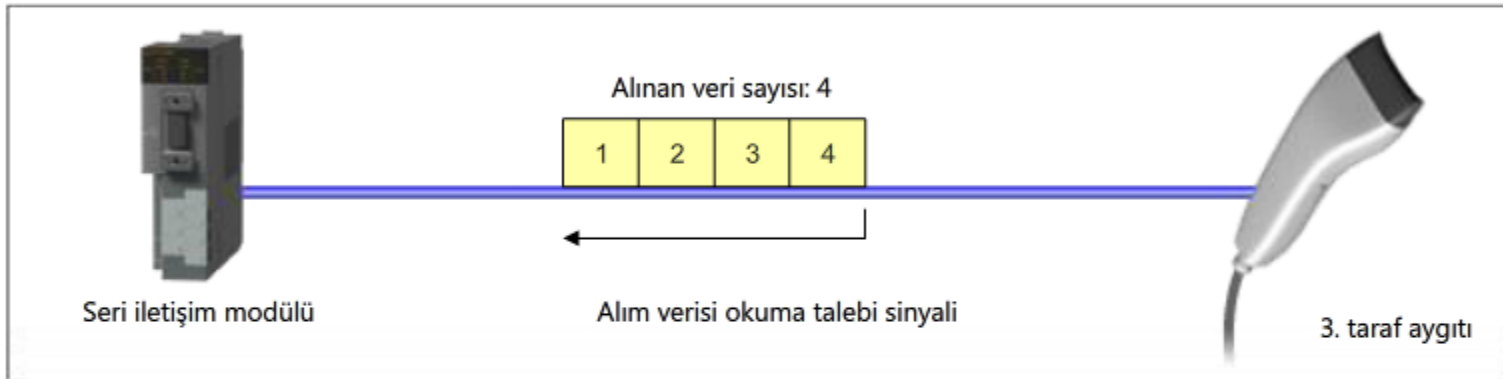 Alınan veri sayısı: 4
1 2 3 4
Seri iletişim modülü
Alım verisi okuma talebi sinyali
3. taraf aygıtı